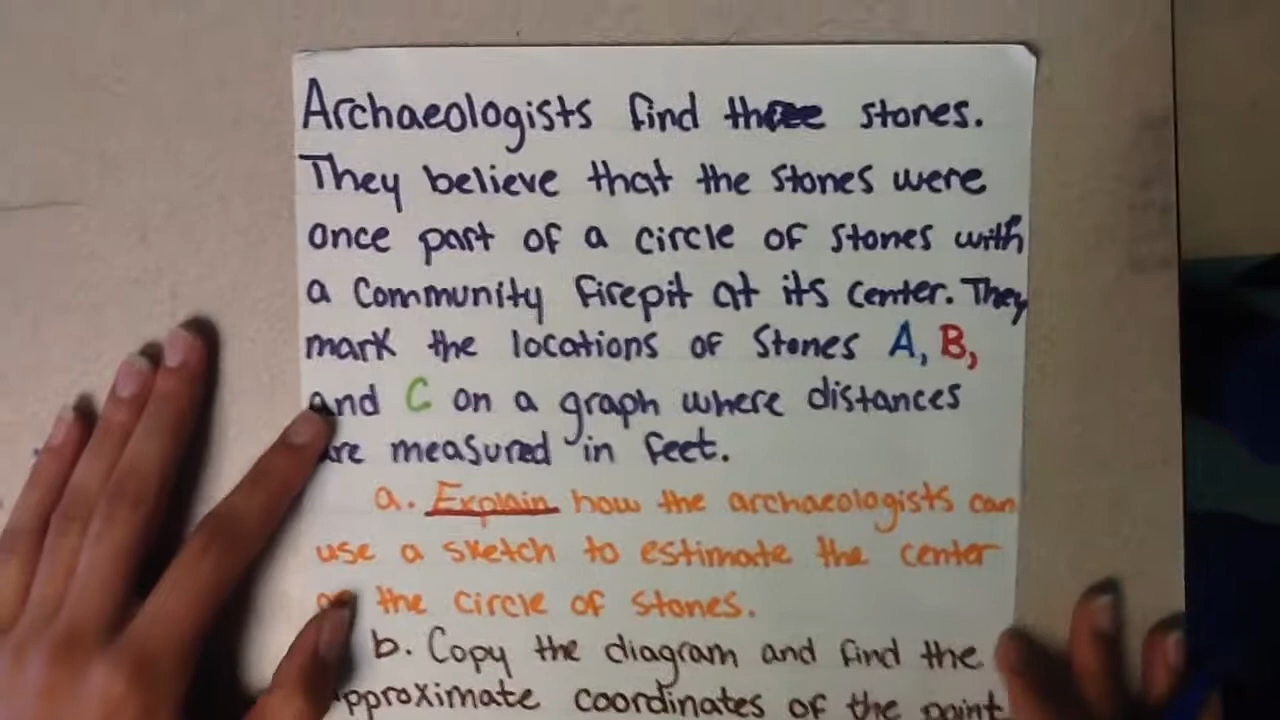 Archaeologists find three stones.
They believe that the stones were
once part of a circle of stones with
a Community firepit at its center. They
mark the locations of Stones A, B,
and C on a graph where distances
are measured in feet.
a. Explain how the archaeologists can
use a sketch to estimate the center
the circle of stones.
b. Copy the diagram and find the
approximate coordinates of the point